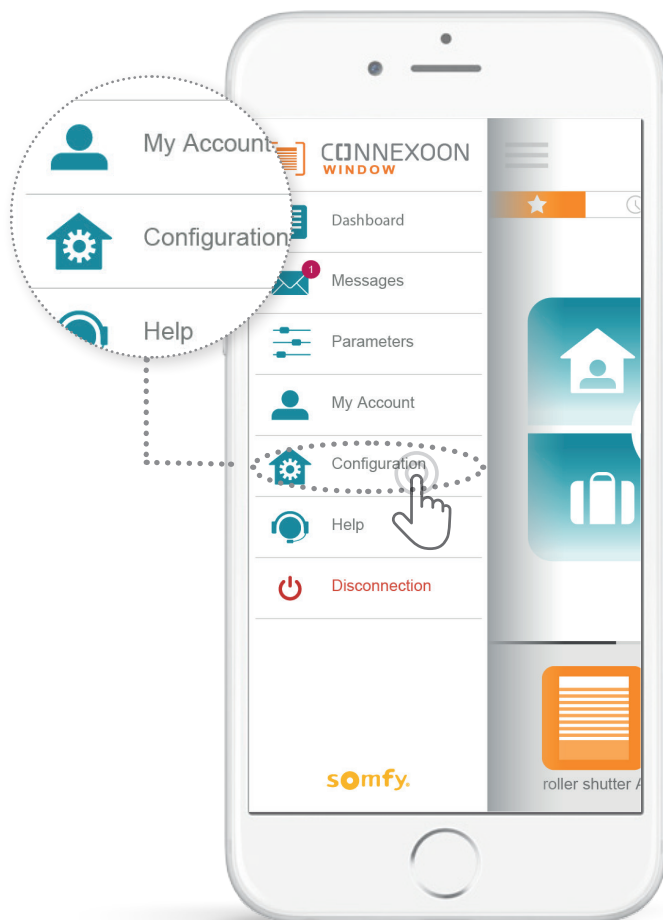 My Account
Configuration
Help
CONNEXOON
WINDOW
Dashboard
1
Messages
Parameters
My Account
Configuration
Help
Disconnection
somfy.
roller shutter A